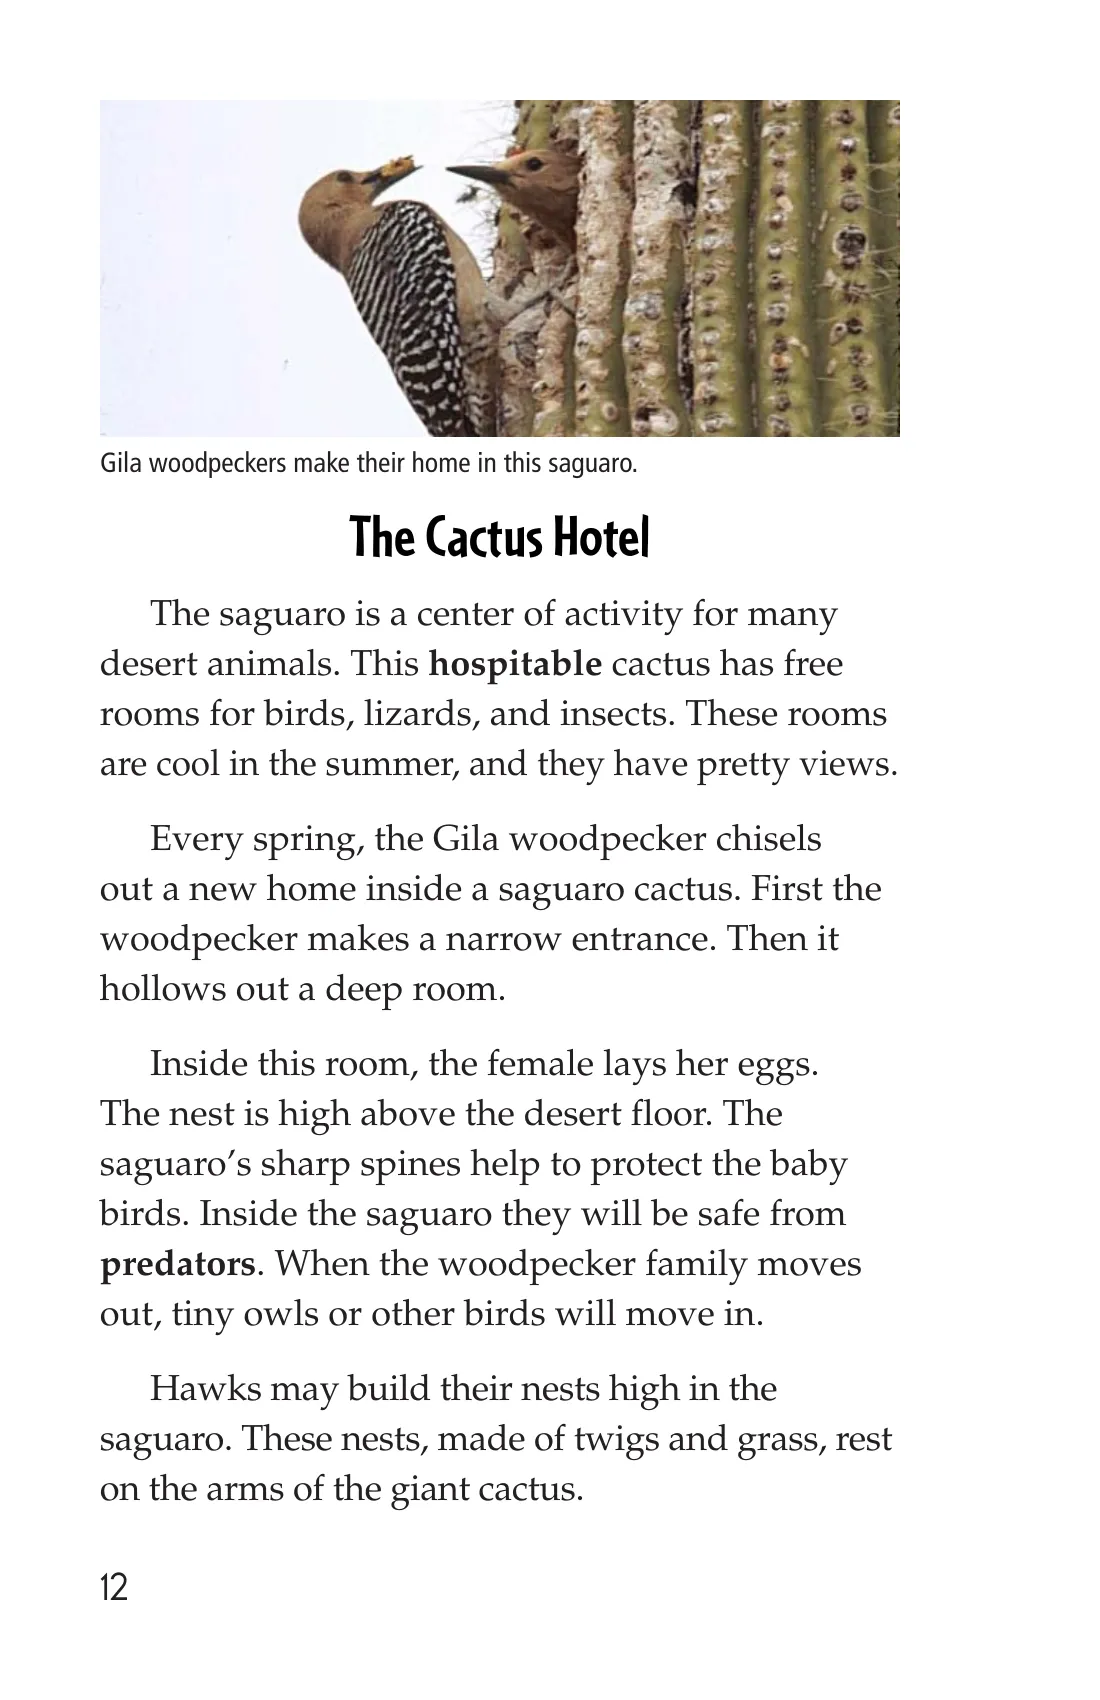 Gila woodpeckers make their home in this saguaro.
The Cactus Hotel
The saguaro is a center of activity for many
desert animals. This hospitable cactus has free
rooms for birds, lizards, and insects. These rooms
are cool in the summer, and they have pretty views.
Every spring, the Gila woodpecker chisels
out a new home inside a saguaro cactus. First the
woodpecker makes a narrow entrance. Then it
hollows out a deep room.
Inside this room, the female lays her eggs.
The nest is high above the desert floor. The
saguaro’s sharp spines help to protect the baby
birds. Inside the saguaro they will be safe from
predators. When the woodpecker family moves
out, tiny owls or other birds will move in.
Hawks may build their nests high in the
saguaro. These nests, made of twigs and grass, rest
on the arms of the giant cactus.
12